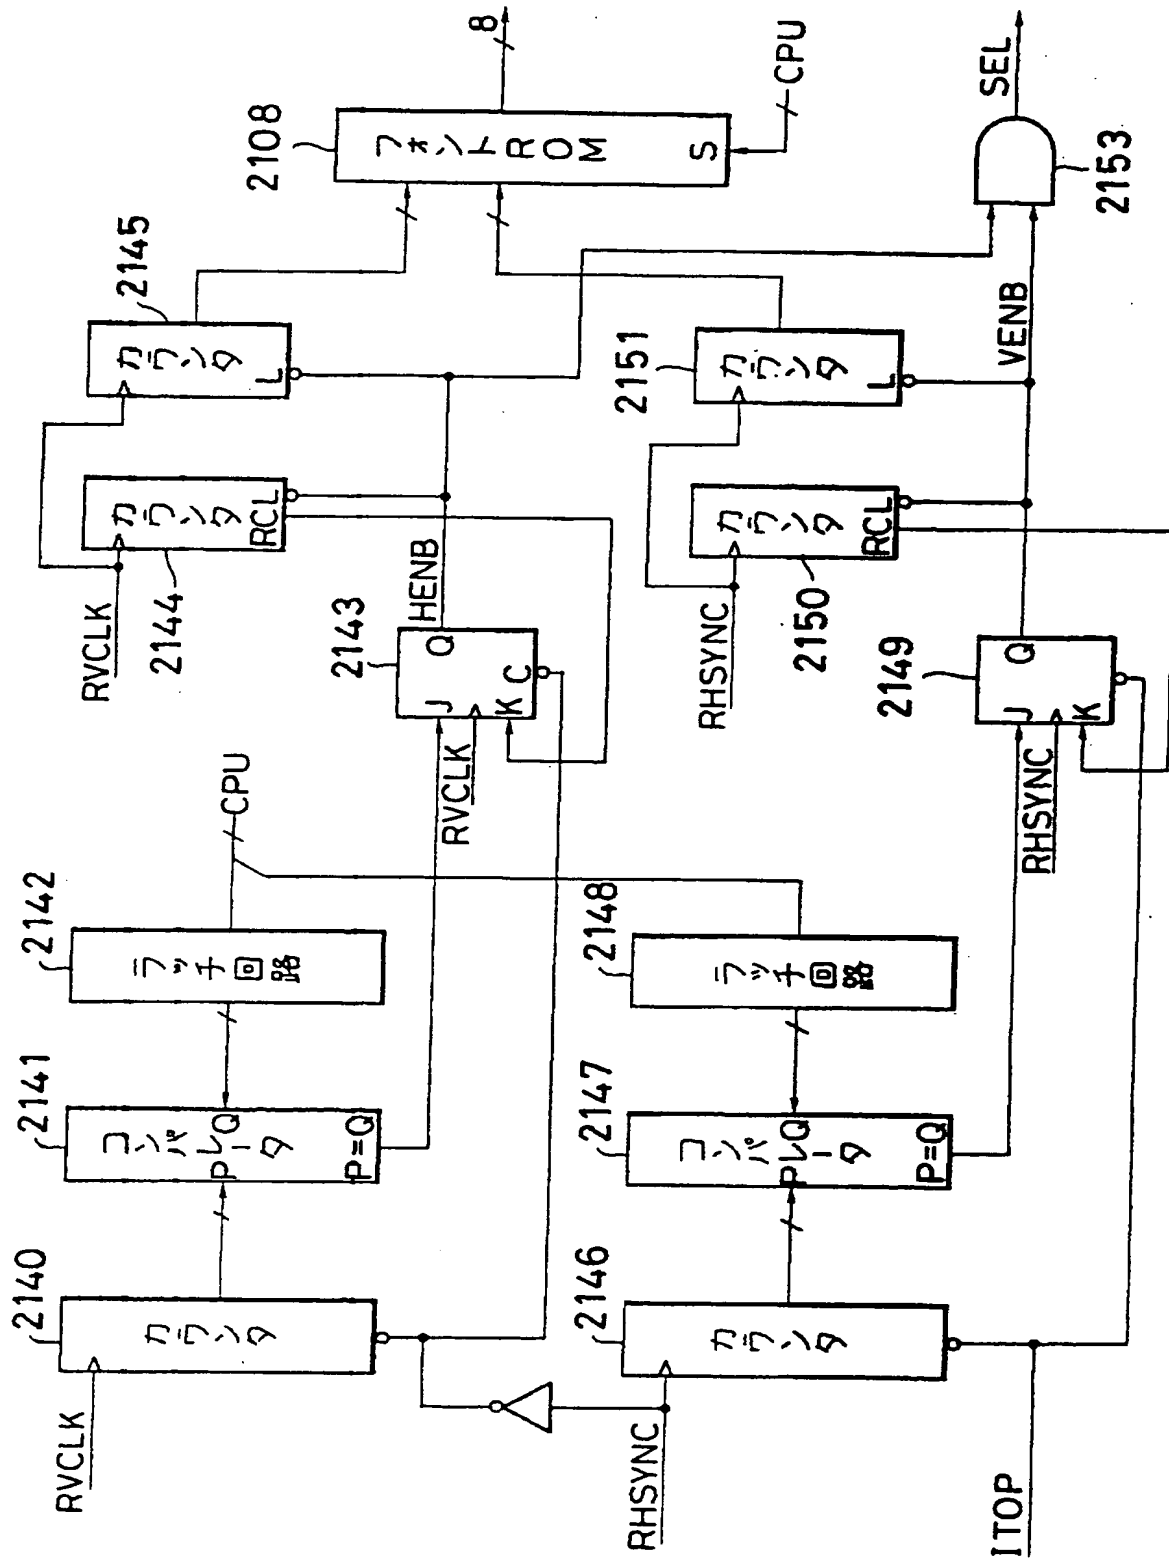 RVCLK
2140
カウンタ
2141
コンパレータ
P
Q
P=Q
2142
ラッチ回路
CPU
RVCLK
2143
J
K
Q
C
HENB
RVCLK
2144
カウンタ
RCL
2145
カウンタ
L
2108
フォントROM
S
8
CPU
RHSYNC
2146
カウンタ
2147
コンパレータ
P
Q
P=Q
2148
ラッチ回路
RHSYNC
2149
J
K
Q
RHSYNC
2150
カウンタ
RCL
2151
カウンタ
L
VENB
2153
SEL
ITOP